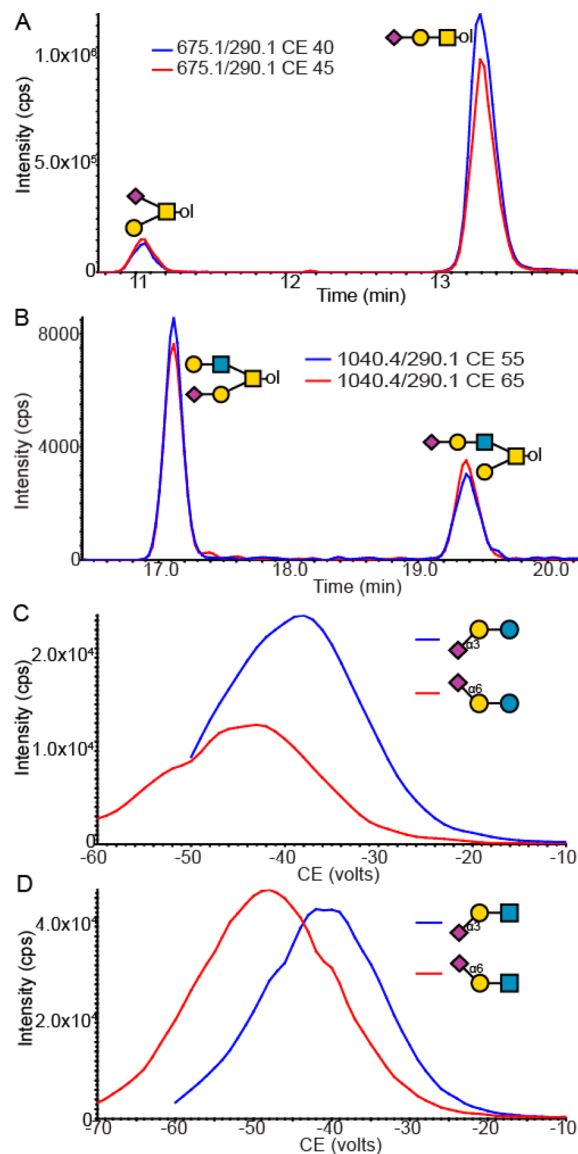 A
675.1/290.1 CE 40
675.1/290.1 CE 45
ol
ol
Intensity (cps)
1.0x10⁶
5.0x10⁵
0
11
12
13
Time (min)
B
1040.4/290.1 CE 55
1040.4/290.1 CE 65
ol
ol
Intensity (cps)
8000
4000
0
17.0
18.0
19.0
20.0
Time (min)
C
α3
α6
Intensity (cps)
2.0x10⁴
1.0x10⁴
0
-60
-50
-40
-30
-20
-10
CE (volts)
D
α3
α6
Intensity (cps)
4.0x10⁴
2.0x10⁴
0
-70
-60
-50
-40
-30
-20
-10
CE (volts)